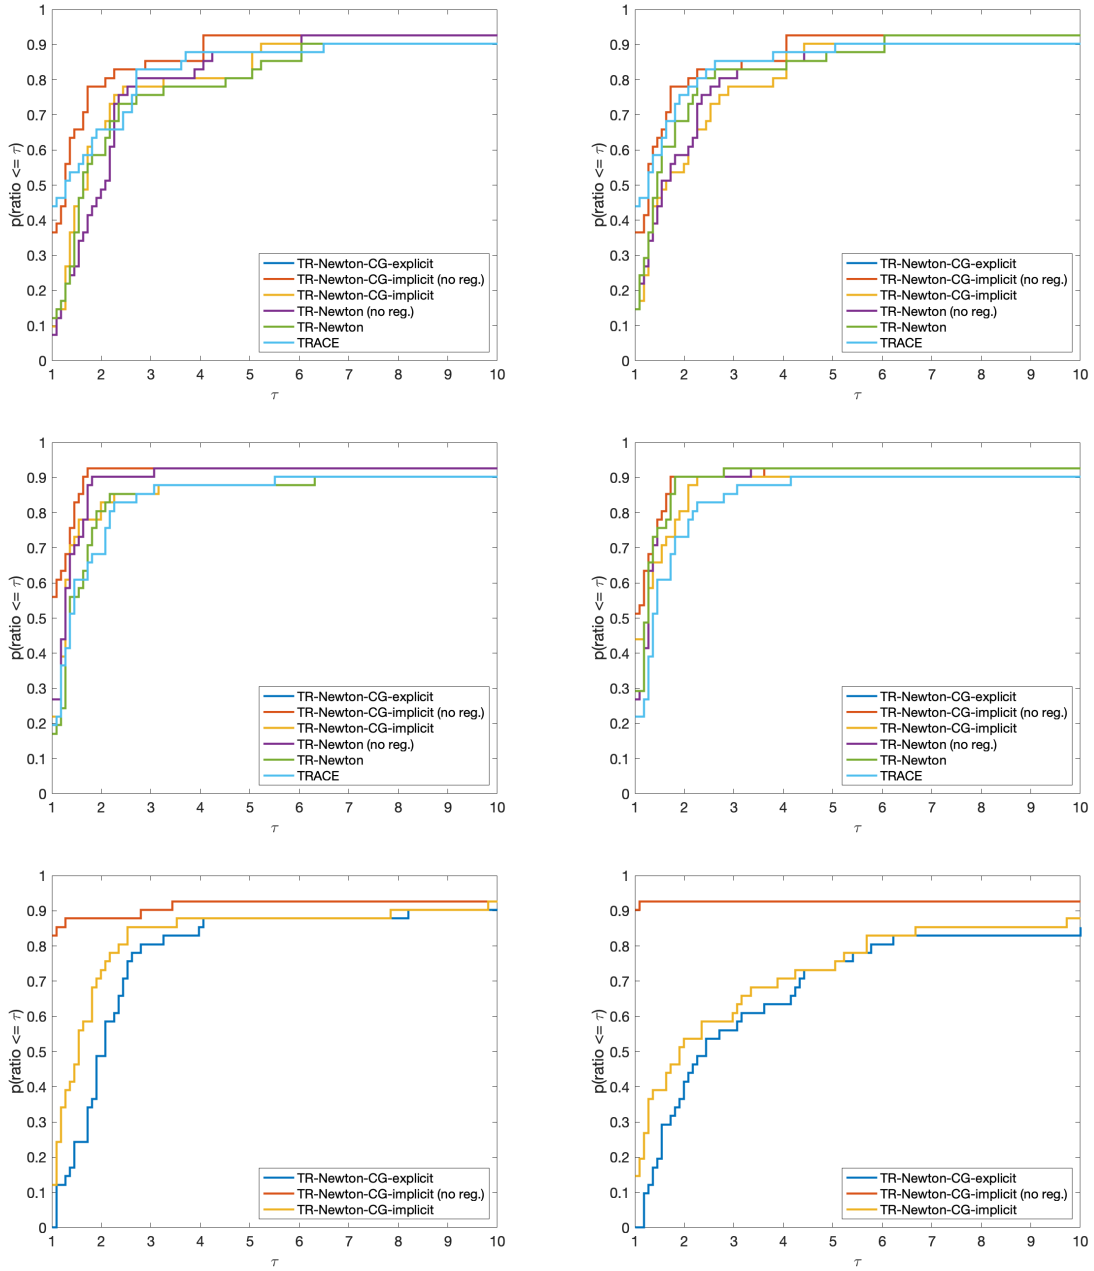 p(ratio <= τ)
1
0.9
0.8
0.7
0.6
0.5
0.4
0.3
0.2
0.1
0
TR-Newton-CG-explicit
TR-Newton-CG-implicit (no reg.)
TR-Newton-CG-implicit
TR-Newton (no reg.)
TR-Newton
TRACE
1 2 3 4 5 6 7 8 9 10
τ
p(ratio <= τ)
1
0.9
0.8
0.7
0.6
0.5
0.4
0.3
0.2
0.1
0
TR-Newton-CG-explicit
TR-Newton-CG-implicit (no reg.)
TR-Newton-CG-implicit
TR-Newton (no reg.)
TR-Newton
TRACE
1 2 3 4 5 6 7 8 9 10
τ
p(ratio <= τ)
1
0.9
0.8
0.7
0.6
0.5
0.4
0.3
0.2
0.1
0
TR-Newton-CG-explicit
TR-Newton-CG-implicit (no reg.)
TR-Newton-CG-implicit
TR-Newton (no reg.)
TR-Newton
TRACE
1 2 3 4 5 6 7 8 9 10
τ
p(ratio <= τ)
1
0.9
0.8
0.7
0.6
0.5
0.4
0.3
0.2
0.1
0
TR-Newton-CG-explicit
TR-Newton-CG-implicit (no reg.)
TR-Newton-CG-implicit
TR-Newton (no reg.)
TR-Newton
TRACE
1 2 3 4 5 6 7 8 9 10
τ
p(ratio <= τ)
1
0.9
0.8
0.7
0.6
0.5
0.4
0.3
0.2
0.1
0
TR-Newton-CG-explicit
TR-Newton-CG-implicit (no reg.)
TR-Newton-CG-implicit
1 2 3 4 5 6 7 8 9 10
τ
p(ratio <= τ)
1
0.9
0.8
0.7
0.6
0.5
0.4
0.3
0.2
0.1
0
TR-Newton-CG-explicit
TR-Newton-CG-implicit (no reg.)
TR-Newton-CG-implicit
1 2 3 4 5 6 7 8 9 10
τ